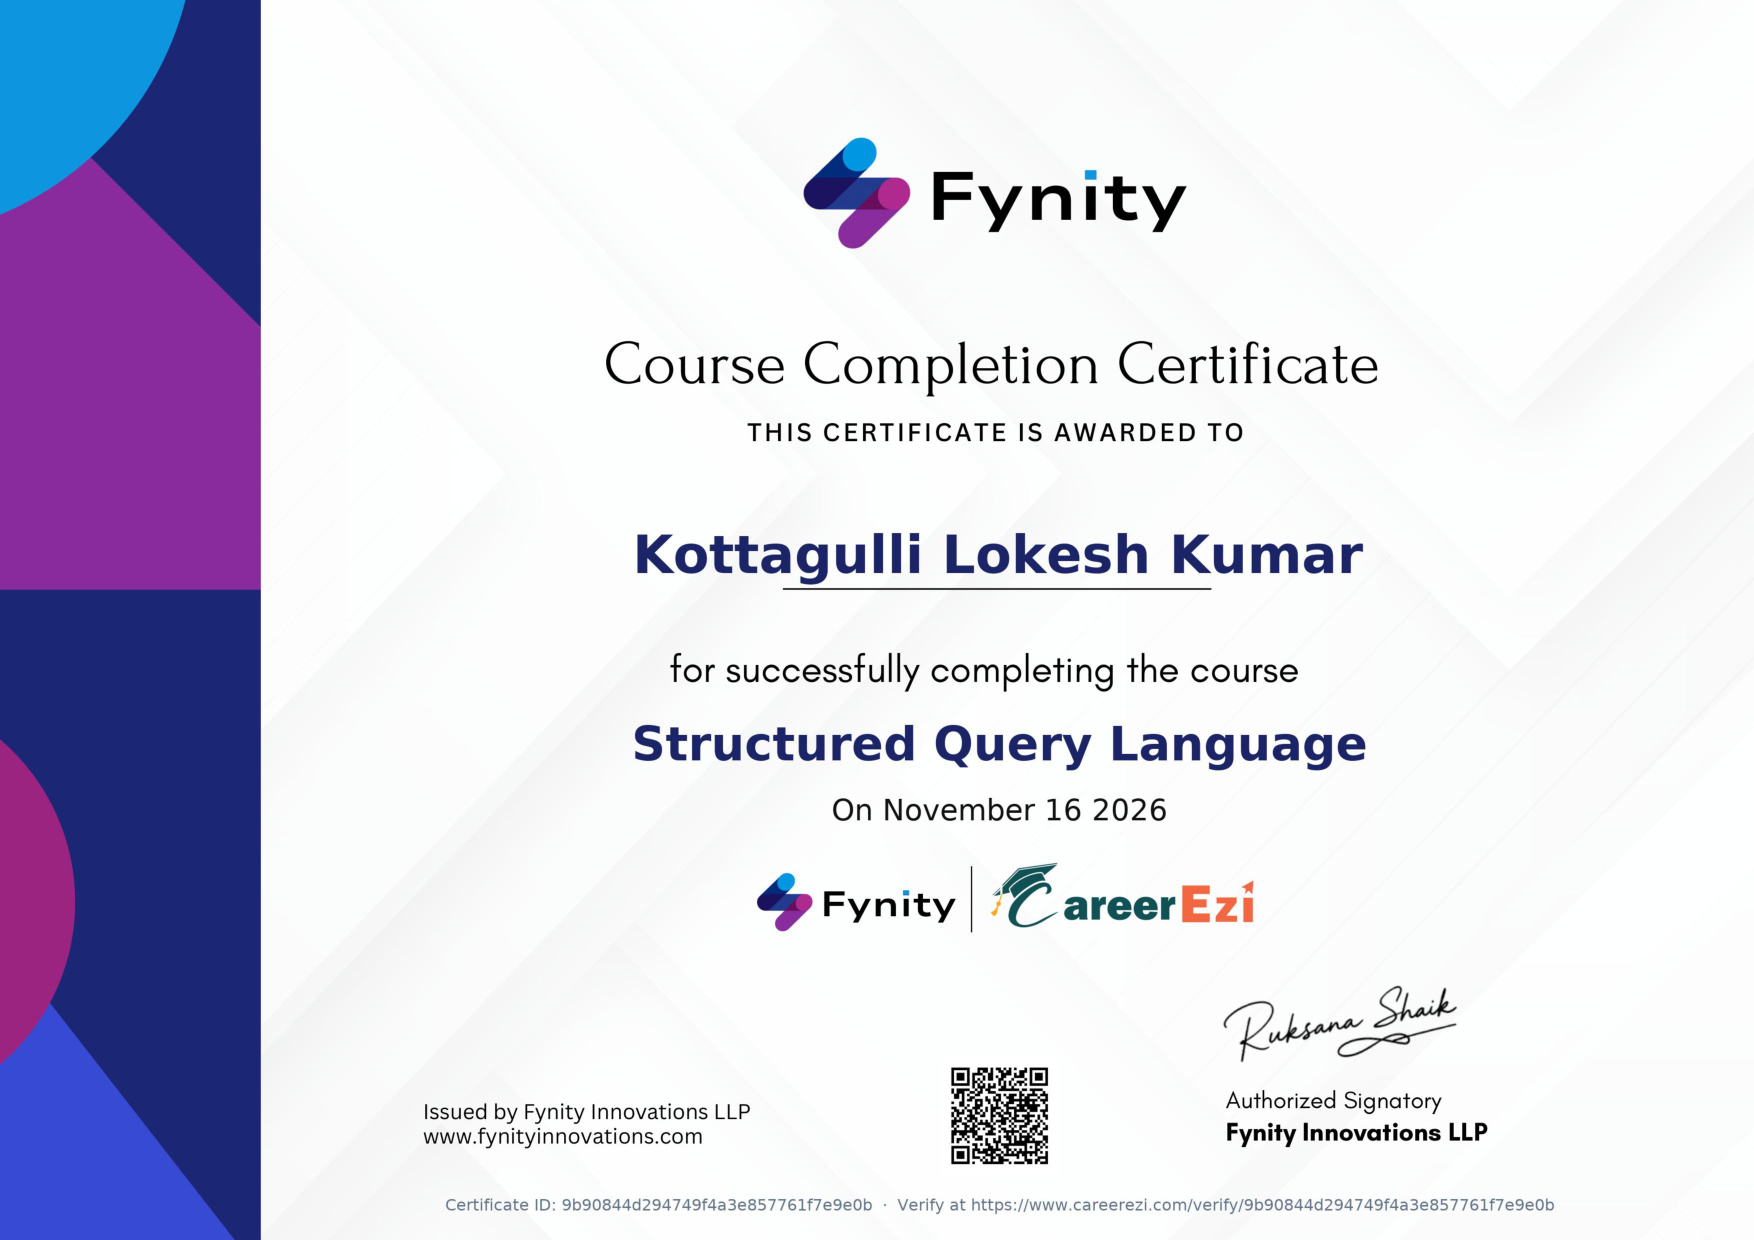 Fynity
Course Completion Certificate
THIS CERTIFICATE IS AWARDED TO
Kottagulli Lokesh Kumar
for successfully completing the course
Structured Query Language
On November 16 2026
Fynity | CareerEzi
Ruksana Shaik
Issued by Fynity Innovations LLP
www.fynityinnovations.com
Authorized Signatory
Fynity Innovations LLP
Certificate ID: 9b90844d294749f4a3e857761f7e9e0b · Verify at https://www.careerezi.com/verify/9b90844d294749f4a3e857761f7e9e0b